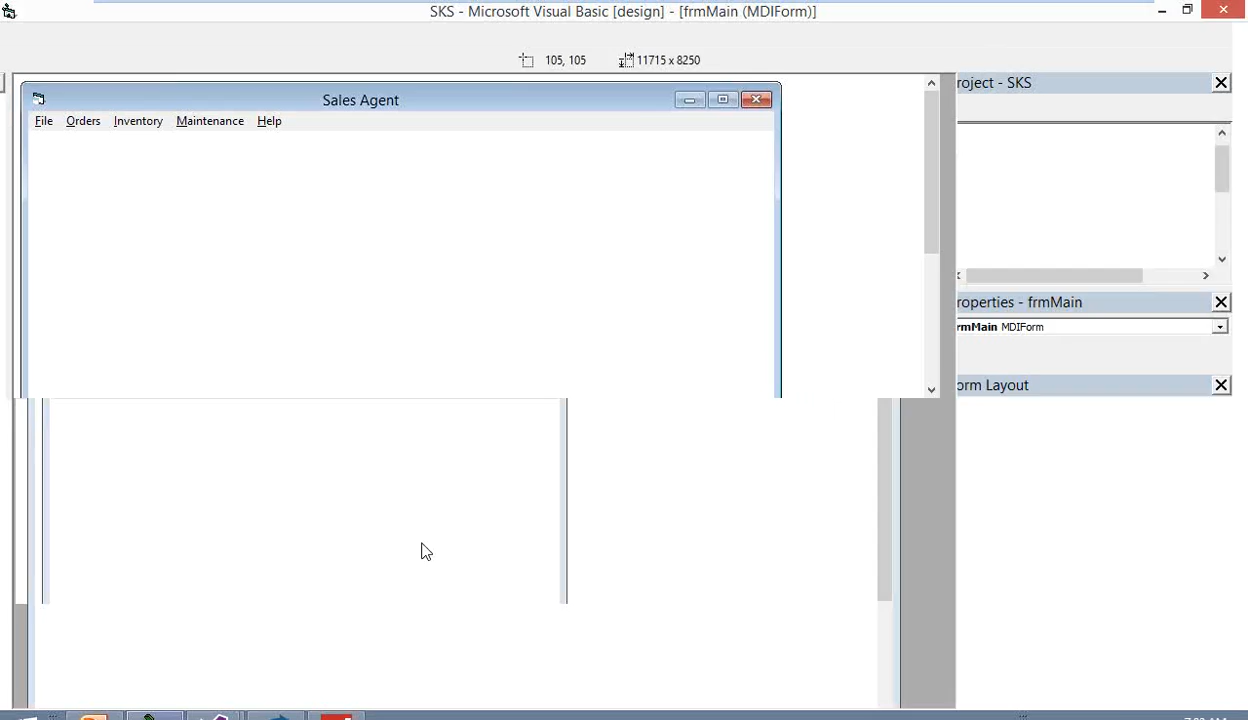 SKS - Microsoft Visual Basic [design] - [frmMain (MDIForm)]
105, 105 11715 x 8250
roject - SKS
Sales Agent
File Orders Inventory Maintenance Help
roperties - frmMain
rmMain MDIForm
orm Layout